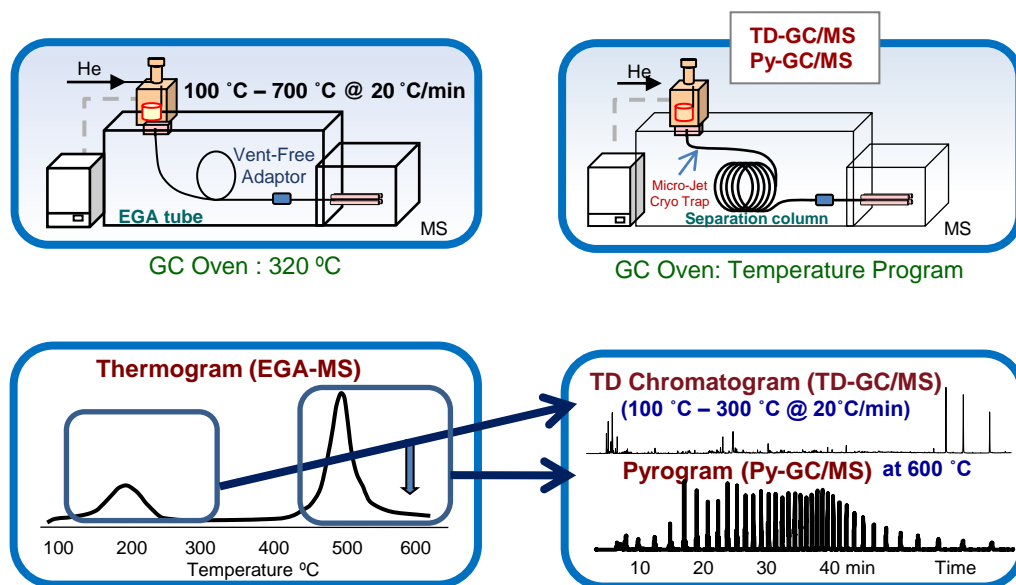 He
100 ˚C – 700 ˚C @ 20 ˚C/min
Vent-Free
Adaptor
EGA tube
MS
GC Oven : 320 ⁰C
TD-GC/MS
Py-GC/MS
He
Micro-Jet
Cryo Trap
Separation column
MS
GC Oven: Temperature Program
Thermogram (EGA-MS)
100 200 300 400 500 600
Temperature ⁰C
TD Chromatogram (TD-GC/MS)
(100 ˚C – 300 ˚C @ 20˚C/min)
Pyrogram (Py-GC/MS) at 600 ˚C
10 20 30 40 min Time